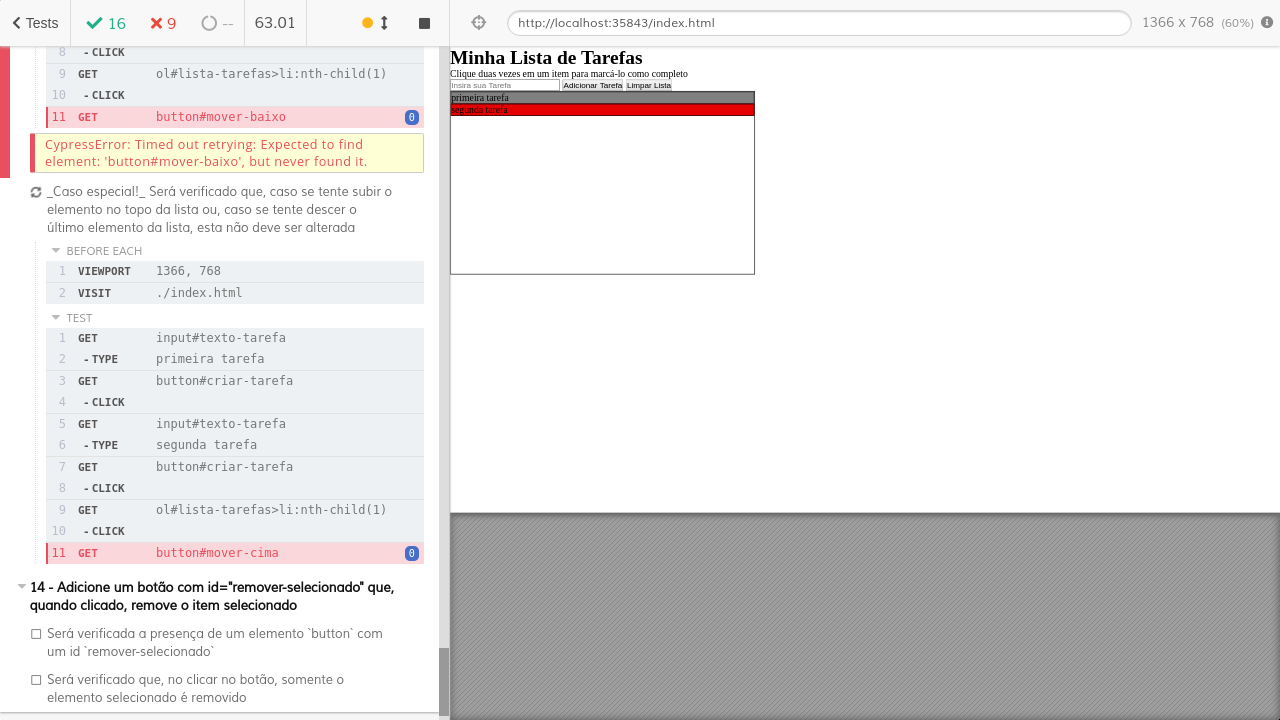 Tests 16 9 -- 63.01
http://localhost:35843/index.html 1366 x 768 (60%)
8 - CLICK
9 GET ol#lista-tarefas>li:nth-child(1)
10 - CLICK
11 GET button#mover-baixo 0
CypressError: Timed out retrying: Expected to find
element: 'button#mover-baixo', but never found it.
_Caso especial!_ Será verificado que, caso se tente subir o
elemento no topo da lista ou, caso se tente descer o
último elemento da lista, esta não deve ser alterada
BEFORE EACH
1 VIEWPORT 1366, 768
2 VISIT ./index.html
TEST
1 GET input#texto-tarefa
2 - TYPE primeira tarefa
3 GET button#criar-tarefa
4 - CLICK
5 GET input#texto-tarefa
6 - TYPE segunda tarefa
7 GET button#criar-tarefa
8 - CLICK
9 GET ol#lista-tarefas>li:nth-child(1)
10 - CLICK
11 GET button#mover-cima 0
14 - Adicione um botão com id="remover-selecionado" que,
quando clicado, remove o item selecionado
Será verificada a presença de um elemento `button` com
um id `remover-selecionado`
Será verificado que, no clicar no botão, somente o
elemento selecionado é removido
Minha Lista de Tarefas
Clique duas vezes em um item para marcá-lo como completo
Insira sua Tarefa Adicionar Tarefa Limpar Lista
primeira tarefa
segunda tarefa